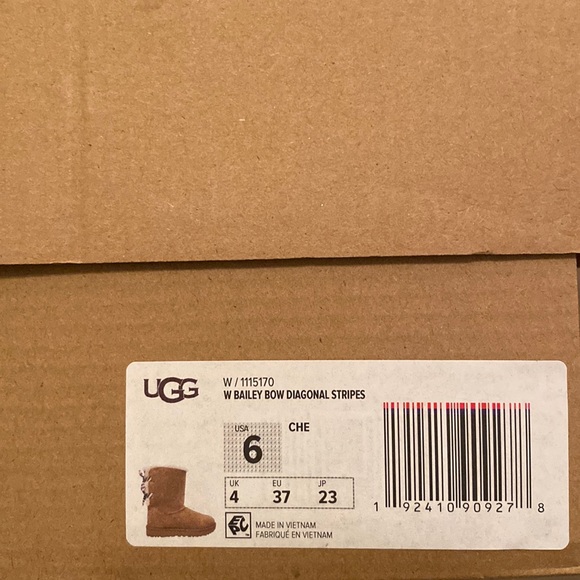 UGG
W / 1115170
W BAILEY BOW DIAGONAL STRIPES
USA
6
CHE
UK EU JP
4 37 23
MADE IN VIETNAM
FABRIQUÉ EN VIETNAM
1 92410 90927 8